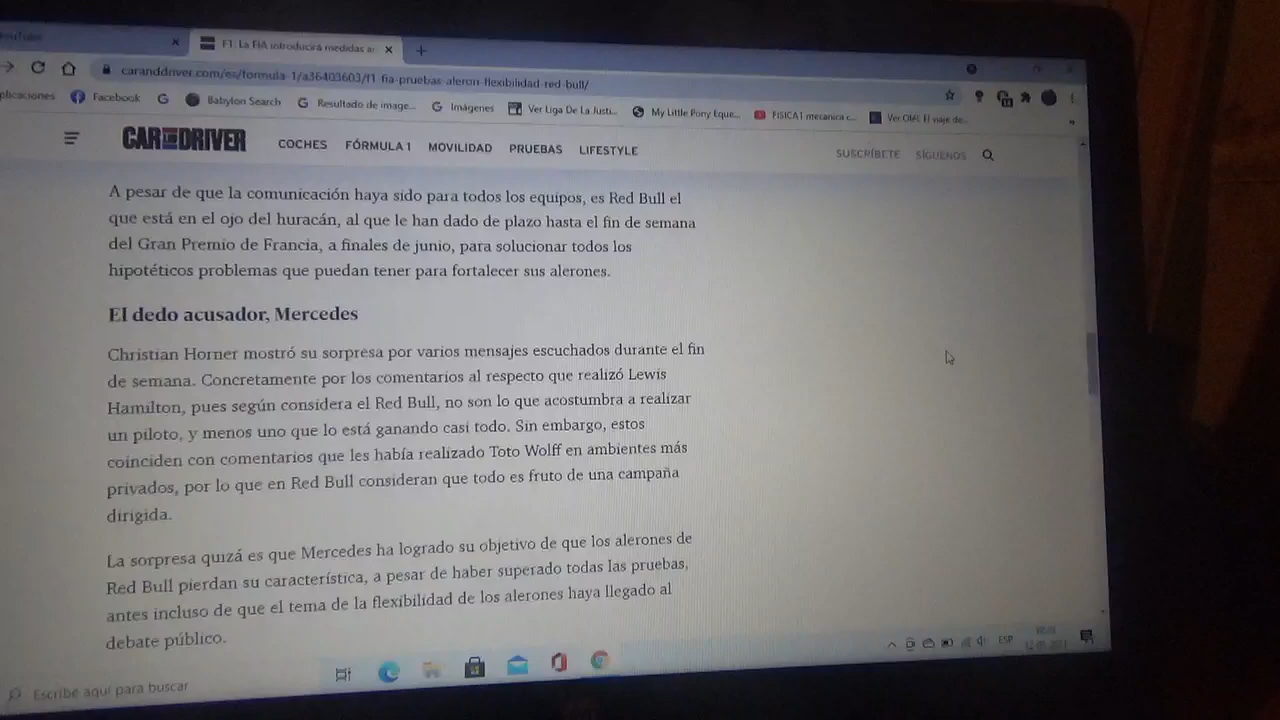 F1: La FIA introducirá medidas
caranddriver.com/es/formula-1/a36403603/f1-fia-pruebas-aleron-flexibilidad-red-bull/
plicaciones Facebook Babylon Search Resultado de image... Imágenes Ver Liga De La Justi... My Little Pony Eque... FISICA I mecanica c... Ver Olé! El viaje de...
CAR AND DRIVER COCHES FÓRMULA 1 MOVILIDAD PRUEBAS LIFESTYLE SUSCRÍBETE SÍGUENOS
A pesar de que la comunicación haya sido para todos los equipos, es Red Bull el
que está en el ojo del huracán, al que le han dado de plazo hasta el fin de semana
del Gran Premio de Francia, a finales de junio, para solucionar todos los
hipotéticos problemas que puedan tener para fortalecer sus alerones.
El dedo acusador, Mercedes
Christian Horner mostró su sorpresa por varios mensajes escuchados durante el fin
de semana. Concretamente por los comentarios al respecto que realizó Lewis
Hamilton, pues según considera el Red Bull, no son lo que acostumbra a realizar
un piloto, y menos uno que lo está ganando casi todo. Sin embargo, estos
coinciden con comentarios que les había realizado Toto Wolff en ambientes más
privados, por lo que en Red Bull consideran que todo es fruto de una campaña
dirigida.
La sorpresa quizá es que Mercedes ha logrado su objetivo de que los alerones de
Red Bull pierdan su característica, a pesar de haber superado todas las pruebas,
antes incluso de que el tema de la flexibilidad de los alerones haya llegado al
debate público.
ESP
Escribe aquí para buscar